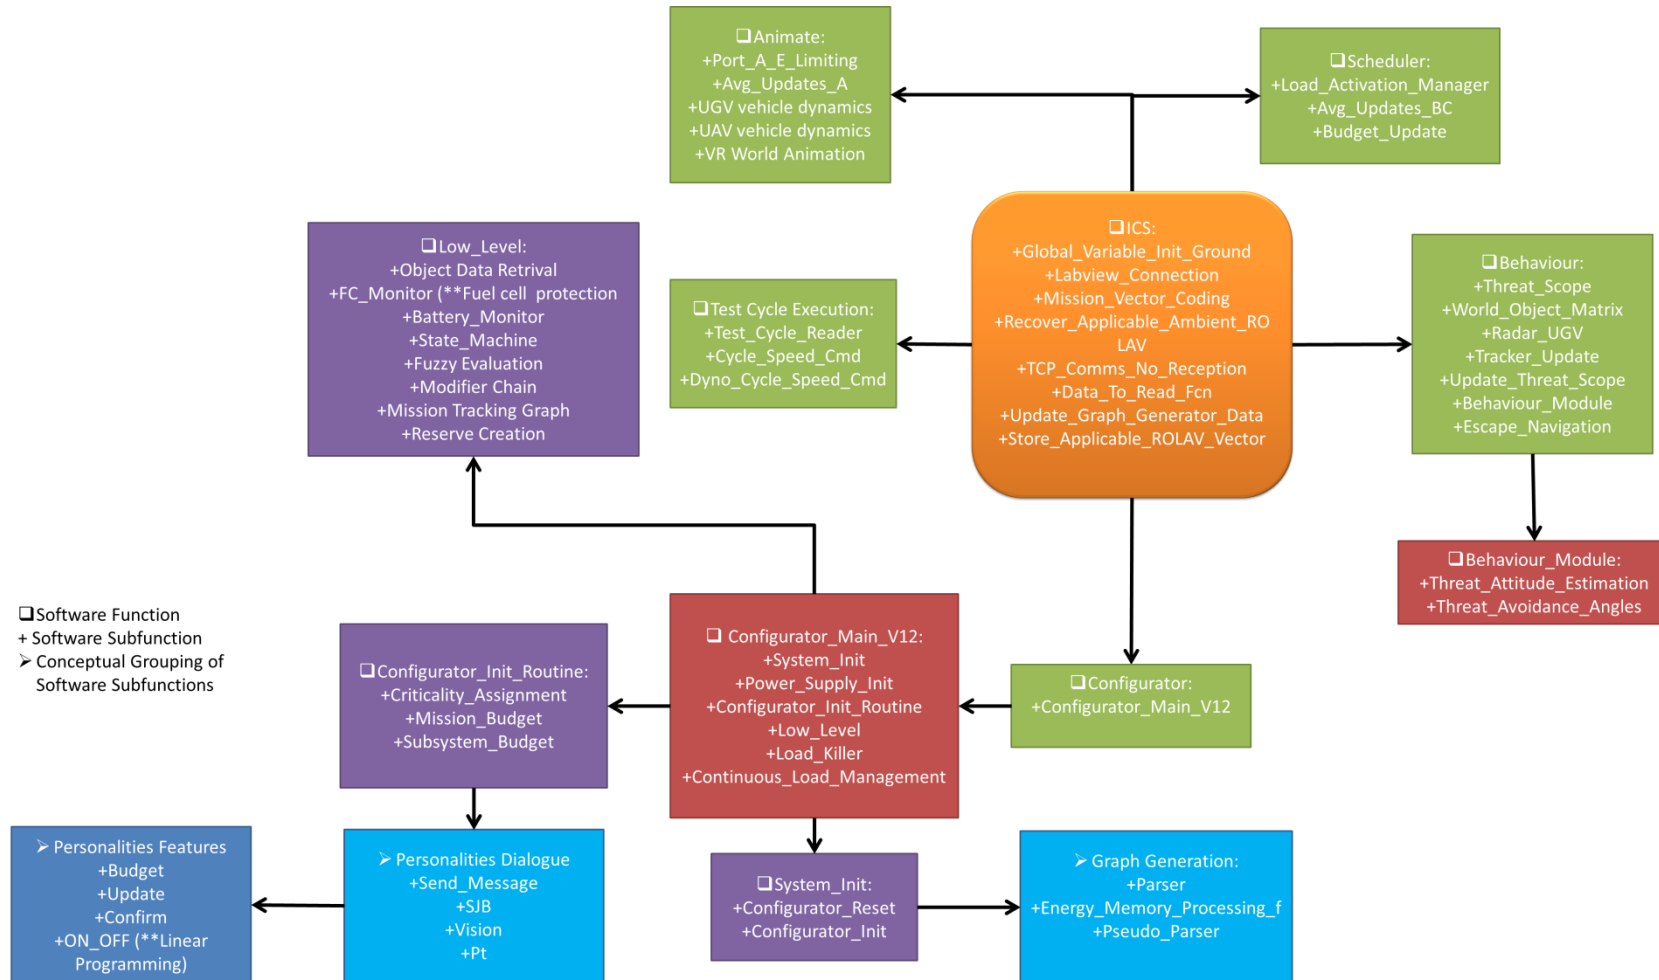 ❑Animate:
+Port_A_E_Limiting
+Avg_Updates_A
+UGV vehicle dynamics
+UAV vehicle dynamics
+VR World Animation
❑Scheduler:
+Load_Activation_Manager
+Avg_Updates_BC
+Budget_Update
❑Low_Level:
+Object Data Retrival
+FC_Monitor (**Fuel cell  protection
+Battery_Monitor
+State_Machine
+Fuzzy Evaluation
+Modifier Chain
+Mission Tracking Graph
+Reserve Creation
❑Test Cycle Execution:
+Test_Cycle_Reader
+Cycle_Speed_Cmd
+Dyno_Cycle_Speed_Cmd
❑ICS:
+Global_Variable_Init_Ground
+Labview_Connection
+Mission_Vector_Coding
+Recover_Applicable_Ambient_RO
LAV
+TCP_Comms_No_Reception
+Data_To_Read_Fcn
+Update_Graph_Generator_Data
+Store_Applicable_ROLAV_Vector
❑Behaviour:
+Threat_Scope
+World_Object_Matrix
+Radar_UGV
+Tracker_Update
+Update_Threat_Scope
+Behaviour_Module
+Escape_Navigation
❑Behaviour_Module:
+Threat_Attitude_Estimation
+Threat_Avoidance_Angles
❑Software Function
+ Software Subfunction
➢ Conceptual Grouping of
Software Subfunctions
❑Configurator_Init_Routine:
+Criticality_Assignment
+Mission_Budget
+Subsystem_Budget
❑ Configurator_Main_V12:
+System_Init
+Power_Supply_Init
+Configurator_Init_Routine
+Low_Level
+Load_Killer
+Continuous_Load_Management
❑Configurator:
+Configurator_Main_V12
➢ Personalities Features
+Budget
+Update
+Confirm
+ON_OFF (**Linear
Programming)
➢ Personalities Dialogue
+Send_Message
+SJB
+Vision
+Pt
❑System_Init:
+Configurator_Reset
+Configurator_Init
➢ Graph Generation:
+Parser
+Energy_Memory_Processing_f
+Pseudo_Parser